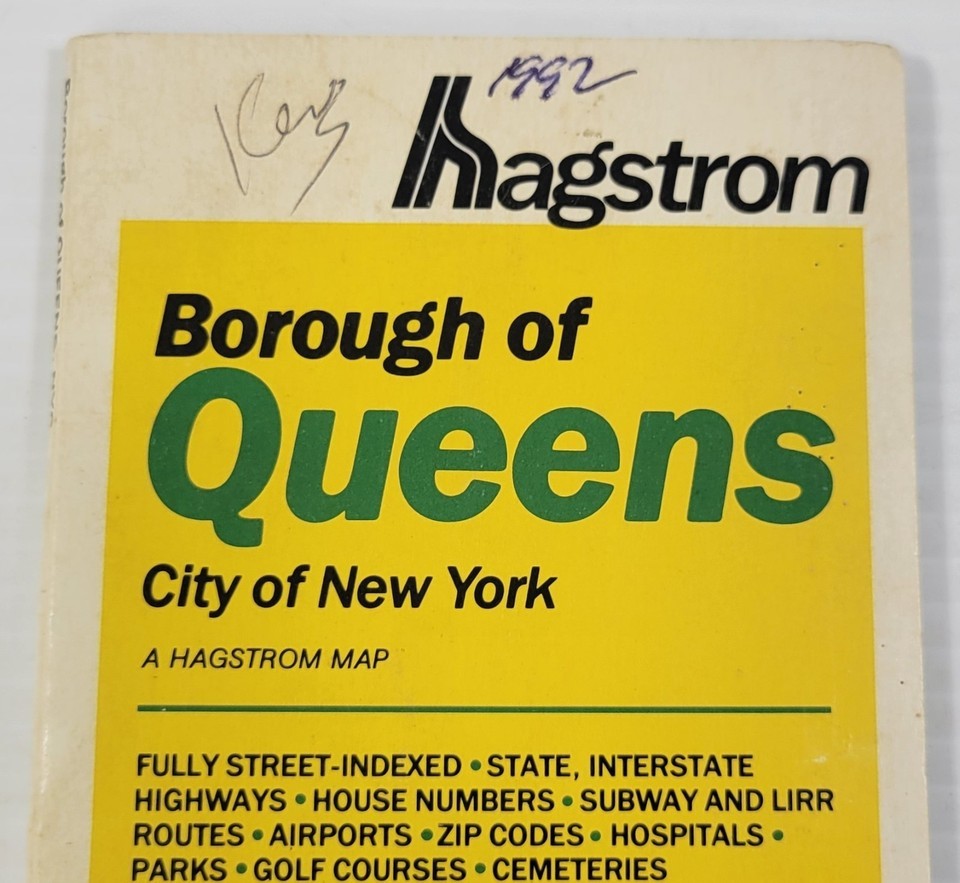 1992
hagstrom
Borough of
Queens
City of New York
A HAGSTROM MAP
FULLY STREET-INDEXED • STATE, INTERSTATE
HIGHWAYS • HOUSE NUMBERS • SUBWAY AND LIRR
ROUTES • AIRPORTS • ZIP CODES • HOSPITALS •
PARKS • GOLF COURSES • CEMETERIES